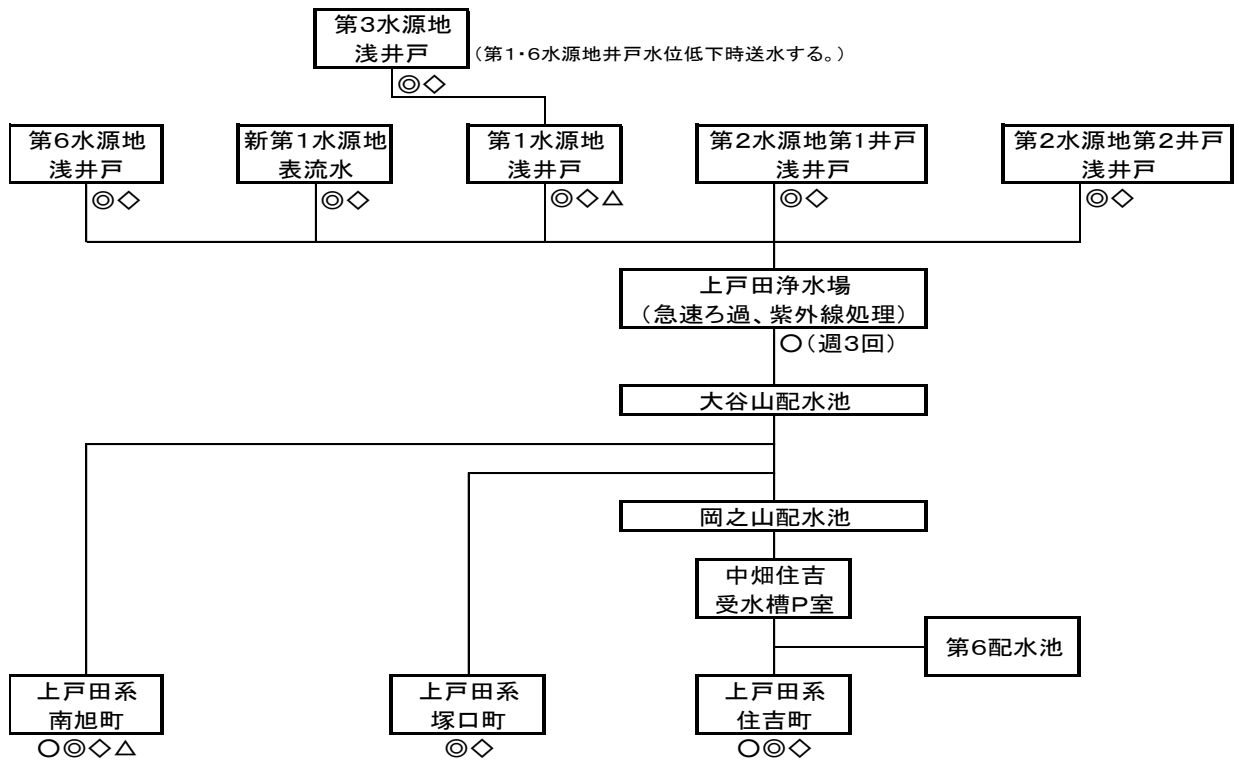 第3水源地
浅井戸
(第1・6水源地井戸水位低下時送水する。)
◎◇
第6水源地
浅井戸
◎◇
新第1水源地
表流水
◎◇
第1水源地
浅井戸
◎◇△
第2水源地第1井戸
浅井戸
◎◇
第2水源地第2井戸
浅井戸
◎◇
上戸田浄水場
(急速ろ過、紫外線処理)
○(週3回)
大谷山配水池
岡之山配水池
中畑住吉
受水槽P室
第6配水池
上戸田系
南旭町
○◎◇△
上戸田系
塚口町
◎◇
上戸田系
住吉町
○◎◇